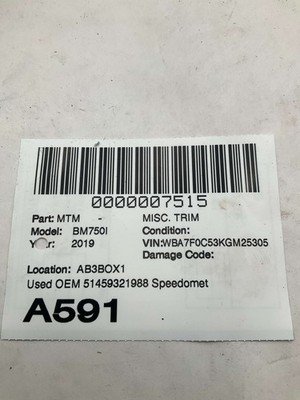 0000007515
Part: MTM - MISC. TRIM
Model: BM750I Condition:
Year: 2019 VIN:WBA7F0C53KGM25305
Damage Code:
Location: AB3BOX1
Used OEM 51459321988 Speedomet
A591